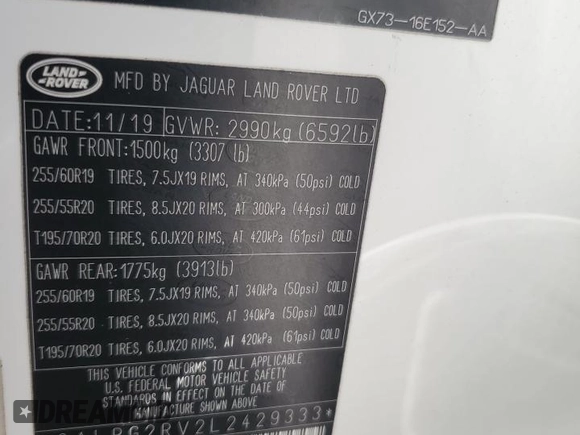 GX73-16E152-AA
LAND ROVER MFD BY JAGUAR LAND ROVER LTD
DATE:11/19 GVWR: 2990kg (6592lb)
GAWR FRONT:1500kg (3307 lb)
255/60R19 TIRES, 7.5JX19 RIMS, AT 340kPa (50psi) COLD
255/55R20 TIRES, 8.5JX20 RIMS, AT 300kPa (44psi) COLD
T195/70R20 TIRES, 6.0JX20 RIMS, AT 420kPa (61psi) COLD
GAWR REAR:1775kg (3913lb)
255/60R19 TIRES, 7.5JX19 RIMS, AT 340kPa (50psi) COLD
255/55R20 TIRES, 8.5JX20 RIMS, AT 340kPa (50psi) COLD
T195/70R20 TIRES, 6.0JX20 RIMS, AT 420kPa (61psi) COLD
THIS VEHICLE CONFORMS TO ALL APPLICABLE
U.S. FEDERAL MOTOR VEHICLE SAFETY
STANDARDS IN EFFECT ON THE DATE OF
MANUFACTURE SHOWN ABOVE
RG2RV2L2429333*